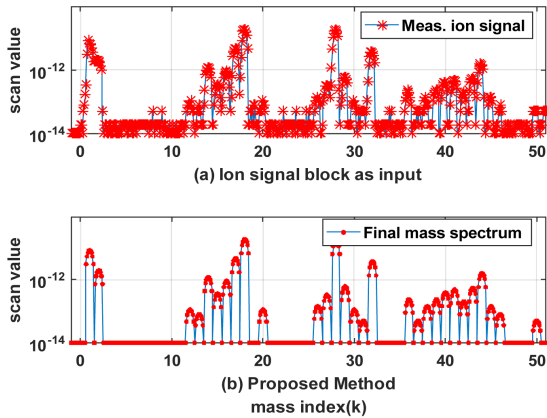 scan value
10-12
10-14
Meas. ion signal
0 10 20 30 40 50
(a) Ion signal block as input
scan value
10-12
10-14
Final mass spectrum
0 10 20 30 40 50
(b) Proposed Method
mass index(k)